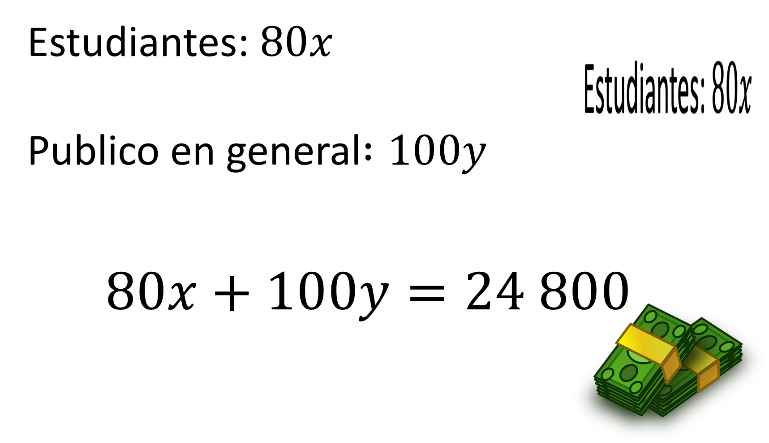 Estudiantes: 80x
Estudiantes: 80x
Publico en general: 100y
80x + 100y = 24 800